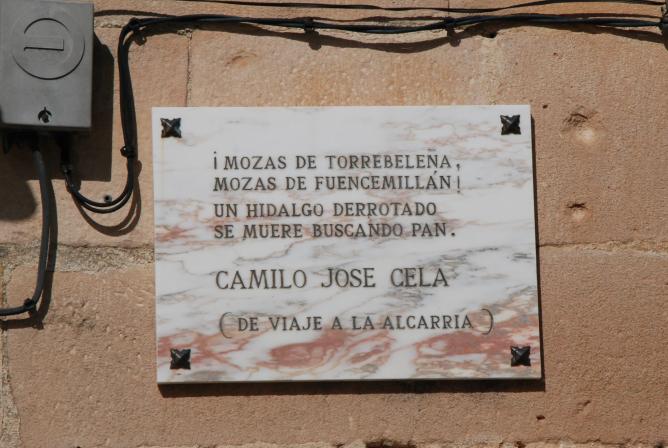 ¡MOZAS DE TORREBELEÑA,
MOZAS DE FUENCEMILLÁN!
UN HIDALGO DERROTADO
SE MUERE BUSCANDO PAN.
CAMILO JOSE CELA
(DE VIAJE A LA ALCARRIA)